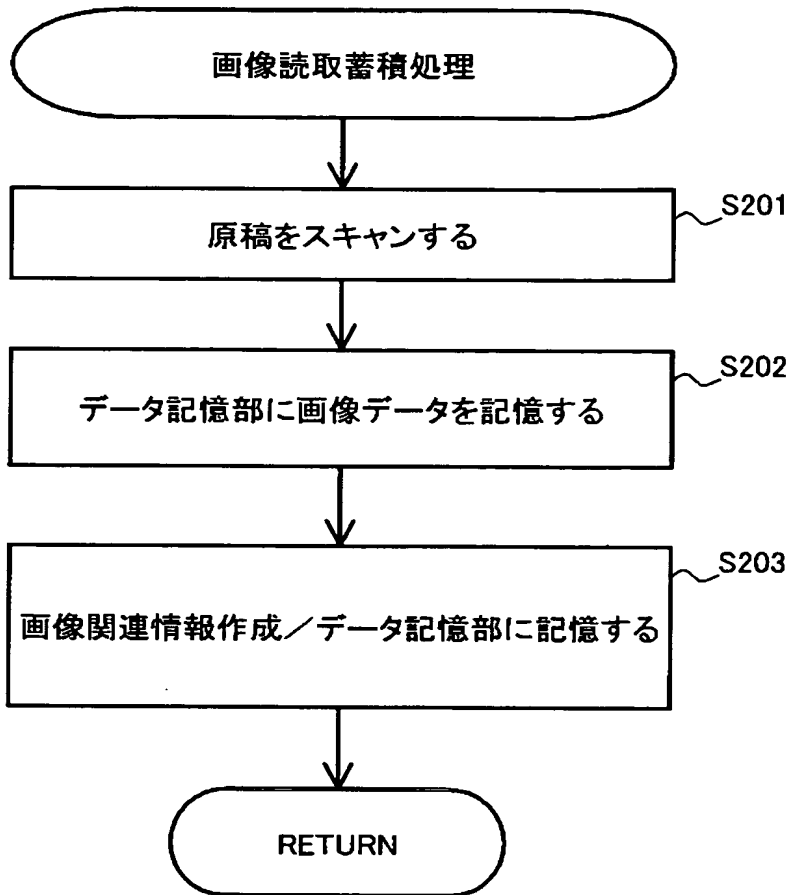 画像読取蓄積処理
S201
原稿をスキャンする
S202
データ記憶部に画像データを記憶する
S203
画像関連情報作成／データ記憶部に記憶する
RETURN